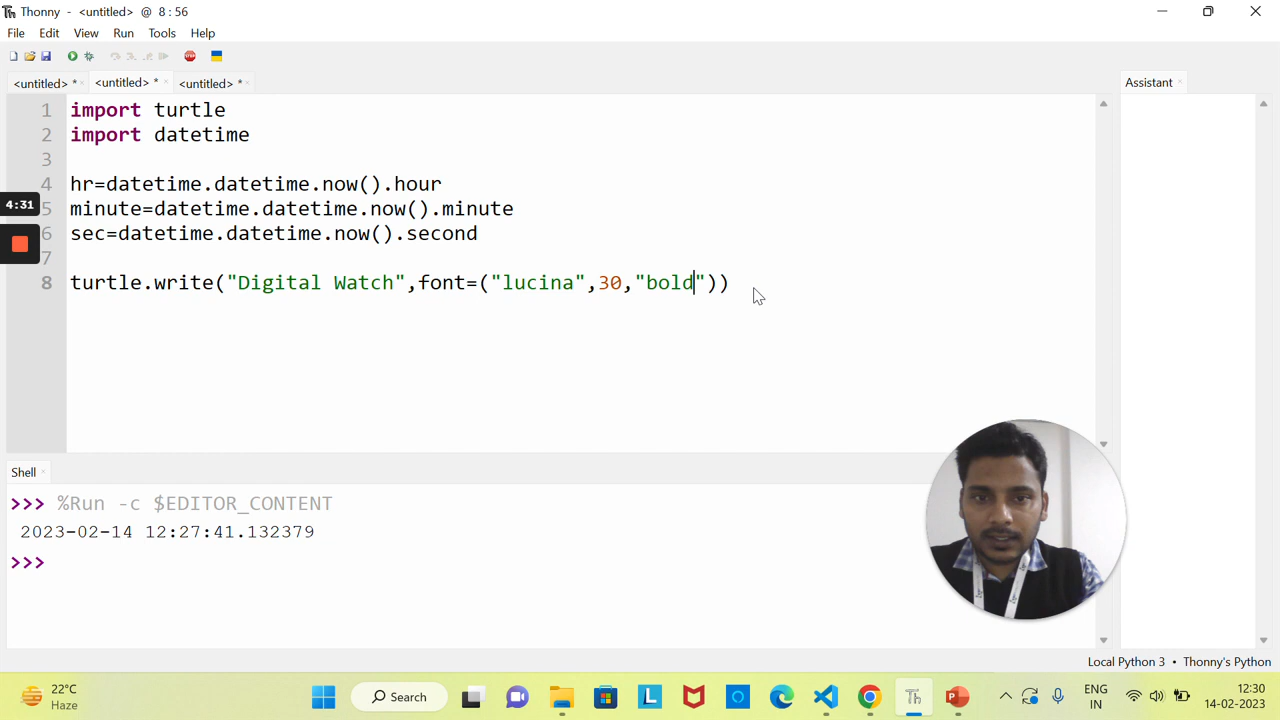 Th Thonny - <untitled> @ 8 : 56
File Edit View Run Tools Help
STOP
<untitled> * × <untitled> * × <untitled> * ×
Assistant ×
1 import turtle
2 import datetime
3
4 hr=datetime.datetime.now().hour
4:31
5 minute=datetime.datetime.now().minute
6 sec=datetime.datetime.now().second
7
8 turtle.write("Digital Watch",font=("lucina",30,"bold"))
Shell ×
>>> %Run -c $EDITOR_CONTENT
2023-02-14 12:27:41.132379
>>>
Local Python 3 • Thonny's Python
22°C
Haze
Search
L
Th
P
ENG
IN
12:30
14-02-2023